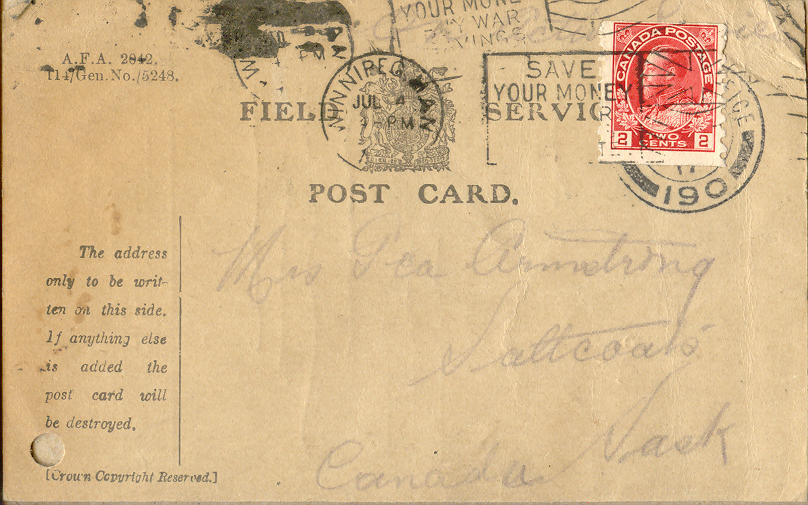 YOUR MONEY
BUY WAR
SAVINGS
A.F.A. 2042.
114/Gen.No./5248.
PM
MAN
WINNIPEG MAN
JUL 4
PM
SAVE
YOUR MONEY
CANADA POSTAGE
2 TWO CENTS 2
190
FIELD SERVICE
POST CARD.
The address
only to be writ-
ten on this side.
If anything else
is added the
post card will
be destroyed.
[Crown Copyright Reserved.]
Mrs Armstrong
Saltcoats
Sask
Canada